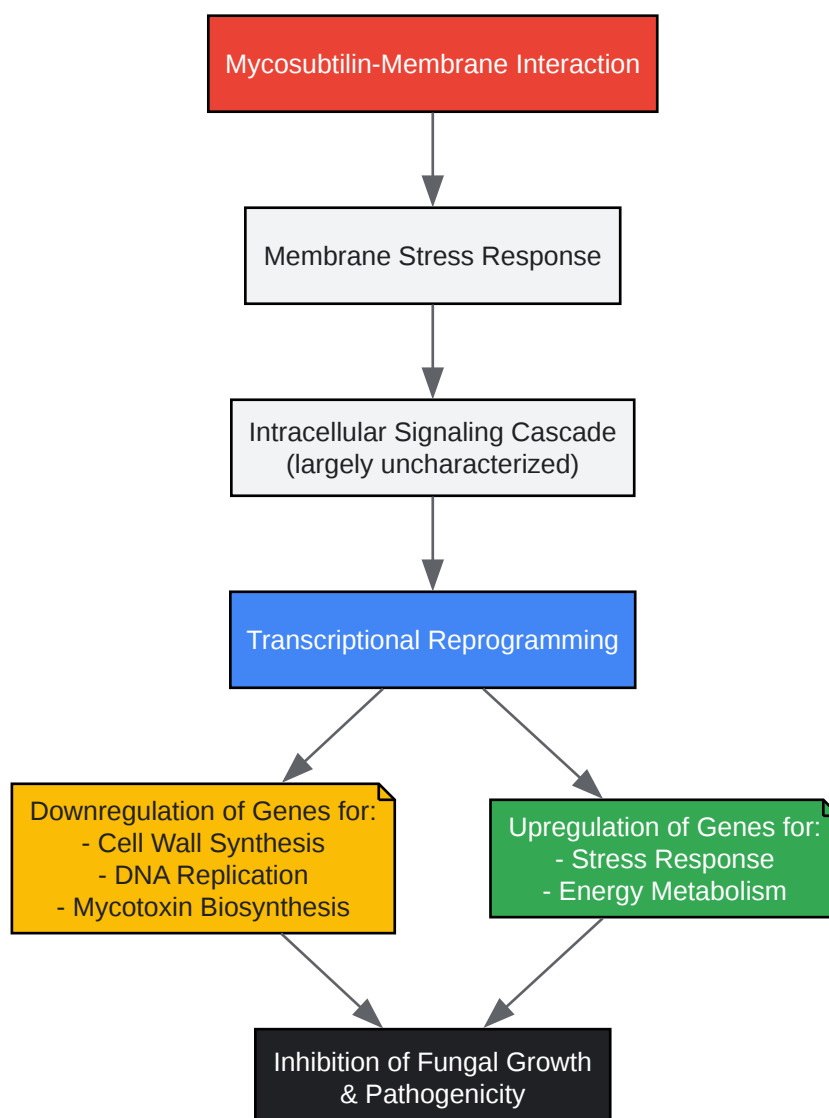 Mycosubtilin-Membrane Interaction
Membrane Stress Response
Intracellular Signaling Cascade
(largely uncharacterized)
Transcriptional Reprogramming
Downregulation of Genes for:
- Cell Wall Synthesis
- DNA Replication
- Mycotoxin Biosynthesis
Upregulation of Genes for:
- Stress Response
- Energy Metabolism
Inhibition of Fungal Growth
& Pathogenicity